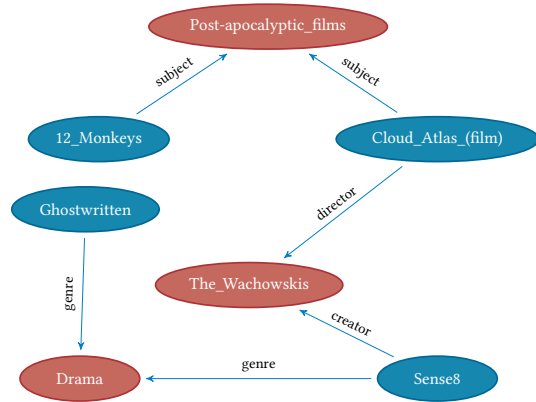 Post-apocalyptic_films
subject
subject
12_Monkeys
Cloud_Atlas_(film)
Ghostwritten
director
genre
The_Wachowskis
creator
genre
Drama
Sense8